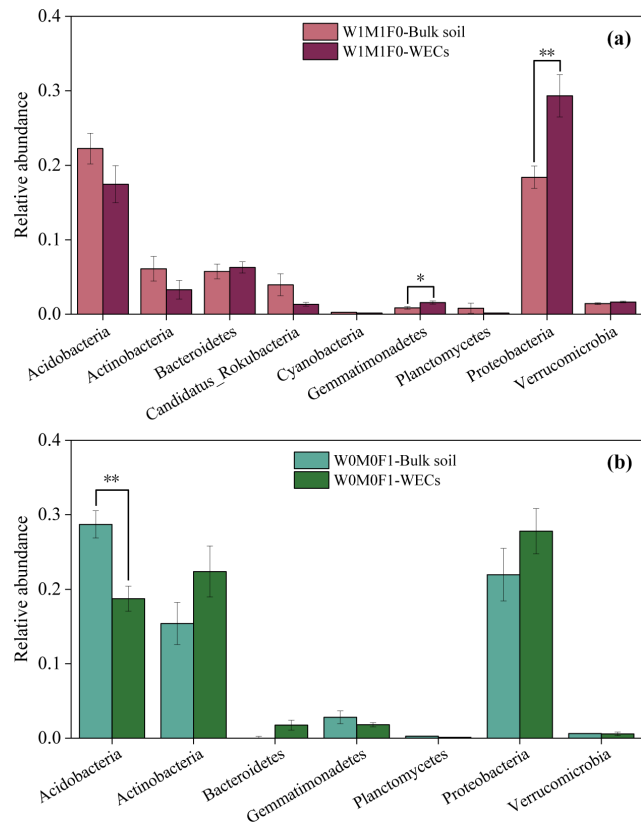 0.4
W1M1F0-Bulk soil
(a)
W1M1F0-WECs
**
0.3
0.2
Relative abundance
0.1
*
0.0
Acidobacteria
Actinobacteria
Bacteroidetes
Candidatus_Rokubacteria
Cyanobacteria
Gemmatimonadetes
Planctomycetes
Proteobacteria
Verrucomicrobia
0.4
W0M0F1-Bulk soil
(b)
W0M0F1-WECs
**
0.3
0.2
Relative abundance
0.1
0.0
Acidobacteria
Actinobacteria
Bacteroidetes
Gemmatimonadetes
Planctomycetes
Proteobacteria
Verrucomicrobia